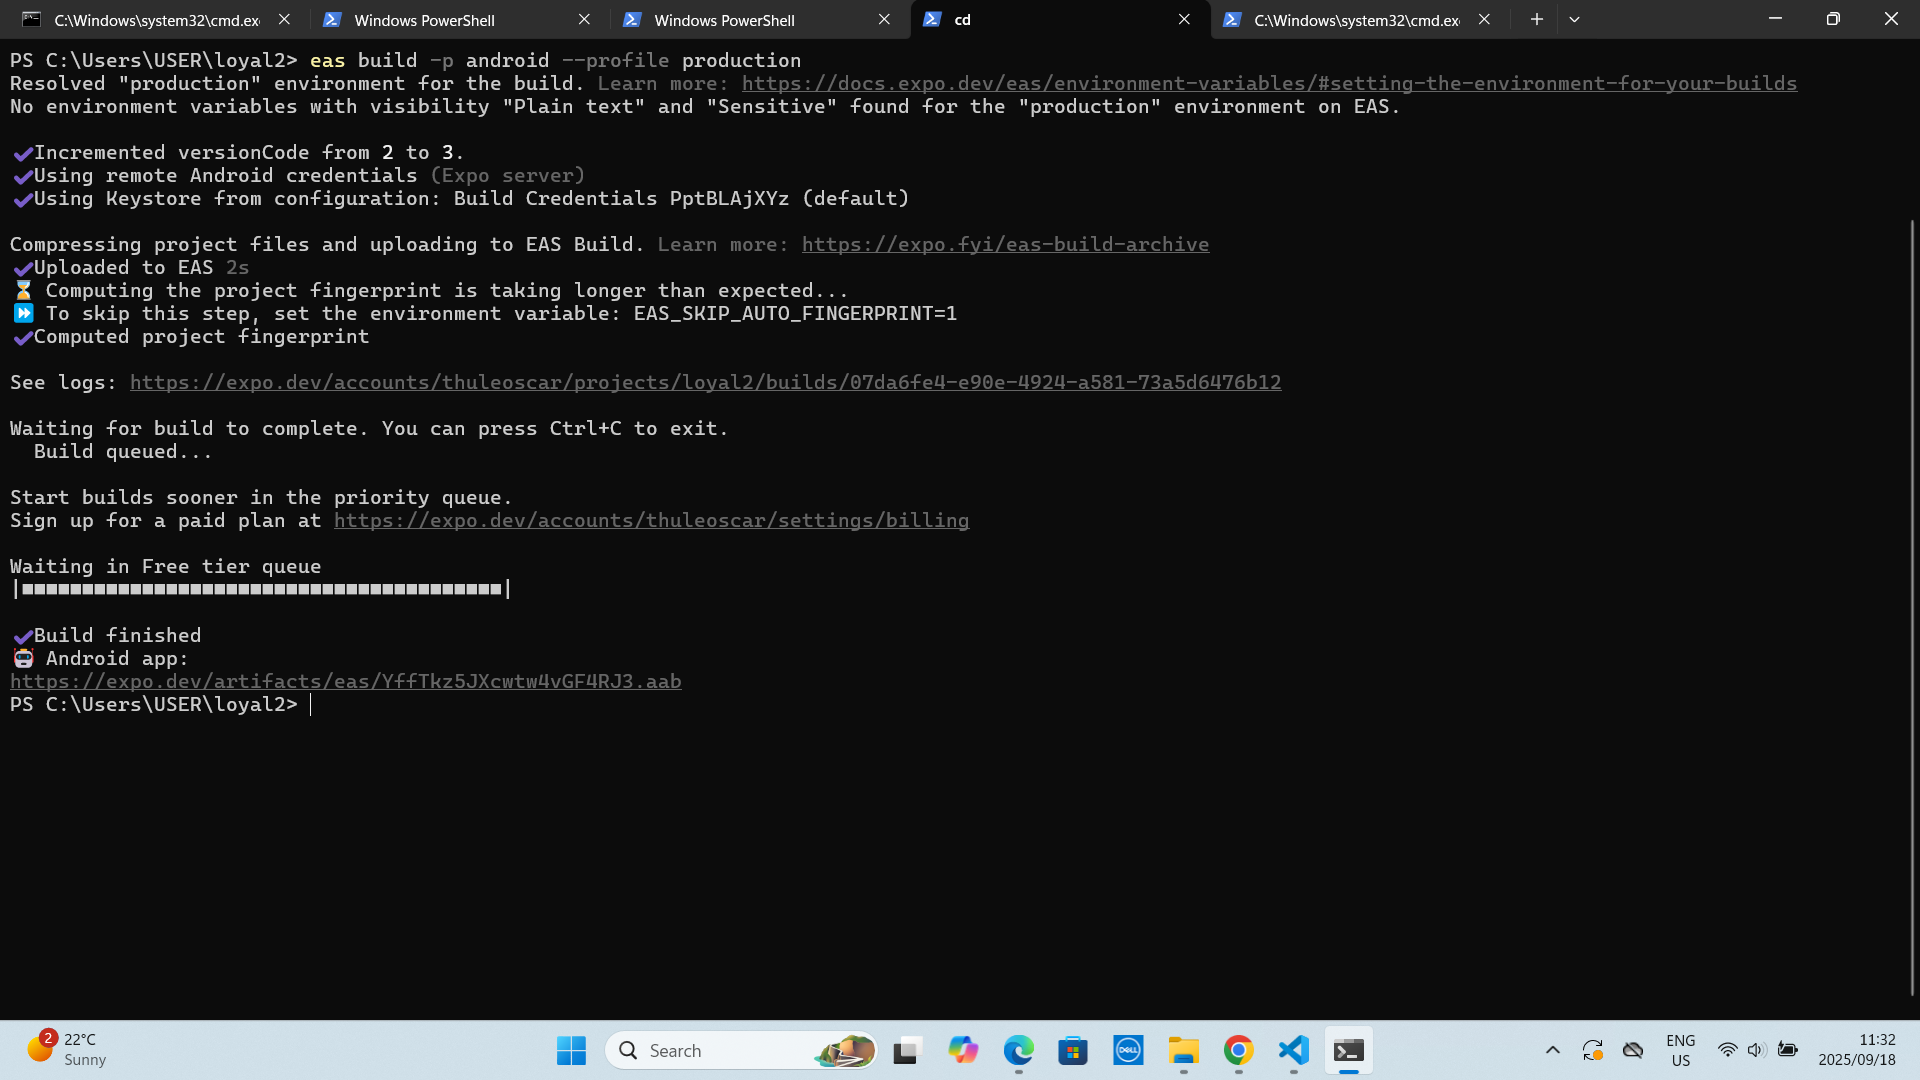 C:\Windows\system32\cmd.exe
Windows PowerShell
Windows PowerShell
cd
C:\Windows\system32\cmd.exe
PS C:\Users\USER\loyal2> eas build -p android --profile production
Resolved "production" environment for the build. Learn more: https://docs.expo.dev/eas/environment-variables/#setting-the-environment-for-your-builds
No environment variables with visibility "Plain text" and "Sensitive" found for the "production" environment on EAS.
✔Incremented versionCode from 2 to 3.
✔Using remote Android credentials (Expo server)
✔Using Keystore from configuration: Build Credentials PptBLAjXYz (default)
Compressing project files and uploading to EAS Build. Learn more: https://expo.fyi/eas-build-archive
✔Uploaded to EAS 2s
⌛ Computing the project fingerprint is taking longer than expected...
⏩ To skip this step, set the environment variable: EAS_SKIP_AUTO_FINGERPRINT=1
✔Computed project fingerprint
See logs: https://expo.dev/accounts/thuleoscar/projects/loyal2/builds/07da6fe4-e90e-4924-a581-73a5d6476b12
Waiting for build to complete. You can press Ctrl+C to exit.
Build queued...
Start builds sooner in the priority queue.
Sign up for a paid plan at https://expo.dev/accounts/thuleoscar/settings/billing
Waiting in Free tier queue
|■■■■■■■■■■■■■■■■■■■■■■■■■■■■■■■■■■■■■■■■|
✔Build finished
🤖 Android app:
https://expo.dev/artifacts/eas/YffTkz5JXcwtw4vGF4RJ3.aab
PS C:\Users\USER\loyal2>
2
22°C
Sunny
Search
DELL
ENG
US
11:32
2025/09/18